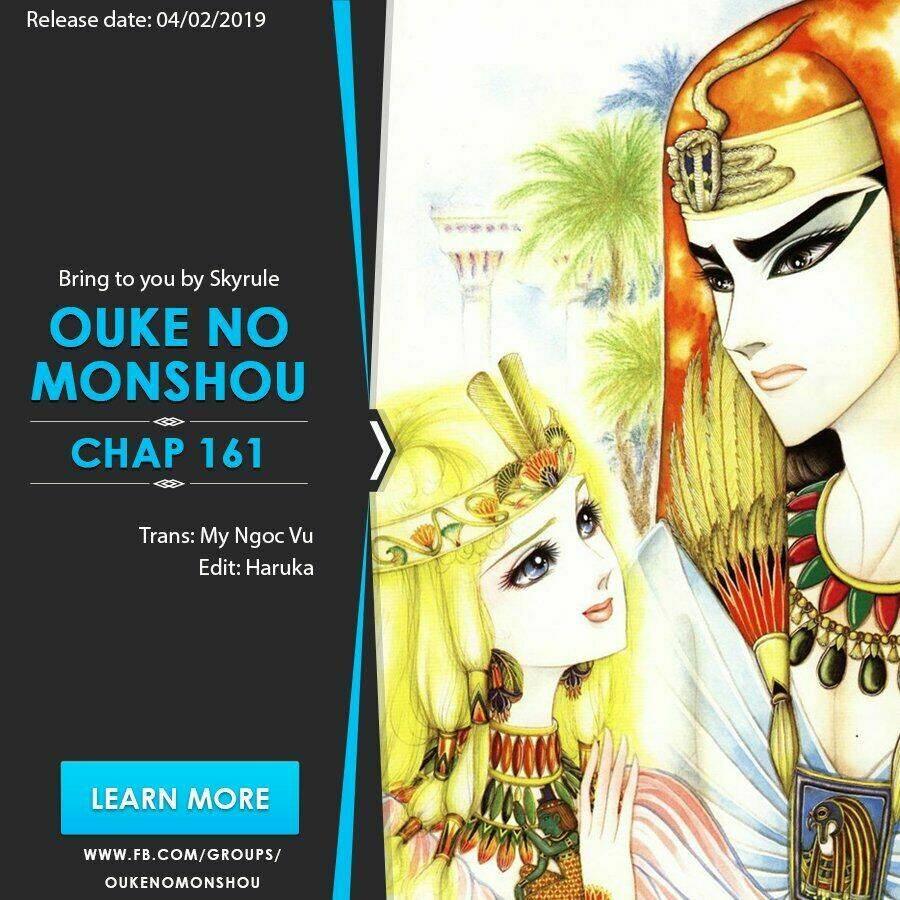 Release date: 04/02/2019
Bring to you by Skyrule
OUKE NO
MONSHOU
CHAP 161
Trans: My Ngoc Vu
Edit: Haruka
LEARN MORE
WWW.FB.COM/GROUPS/
OUKENOMONSHOU